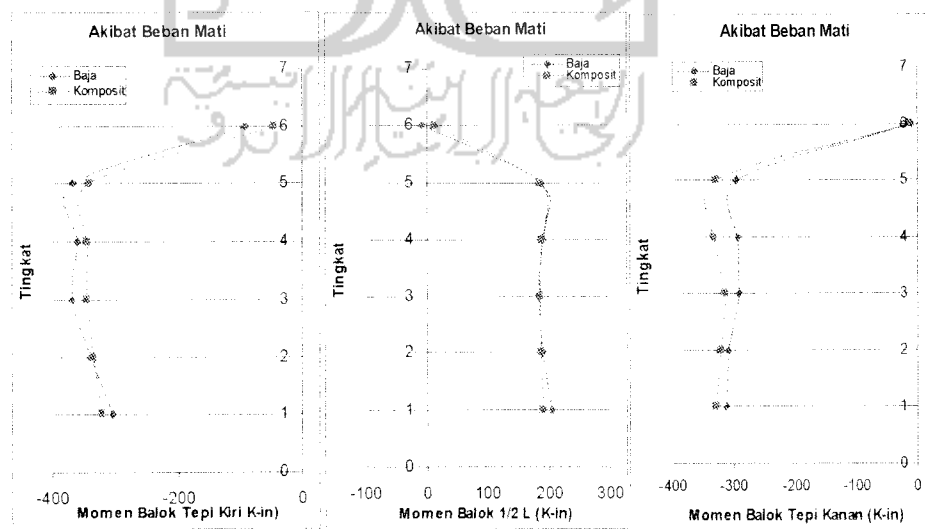 Akibat Beban Mati
Baja
Komposit
7
6
5
4
3
2
1
0
-400
-200
0
Tingkat
Momen Balok Tepi Kiri K-in)
Akibat Beban Mati
Baja
Komposit
7
6
5
4
3
2
1
0
0
100
200
300
Tingkat
Momen Balok 1/2 L (K-in)
Akibat Beban Mati
Baja
Komposit
7
5
4
3
2
1
0
-400
-300
-200
-100
0
Tingkat
Momen Balok Tepi Kanan (K-in)